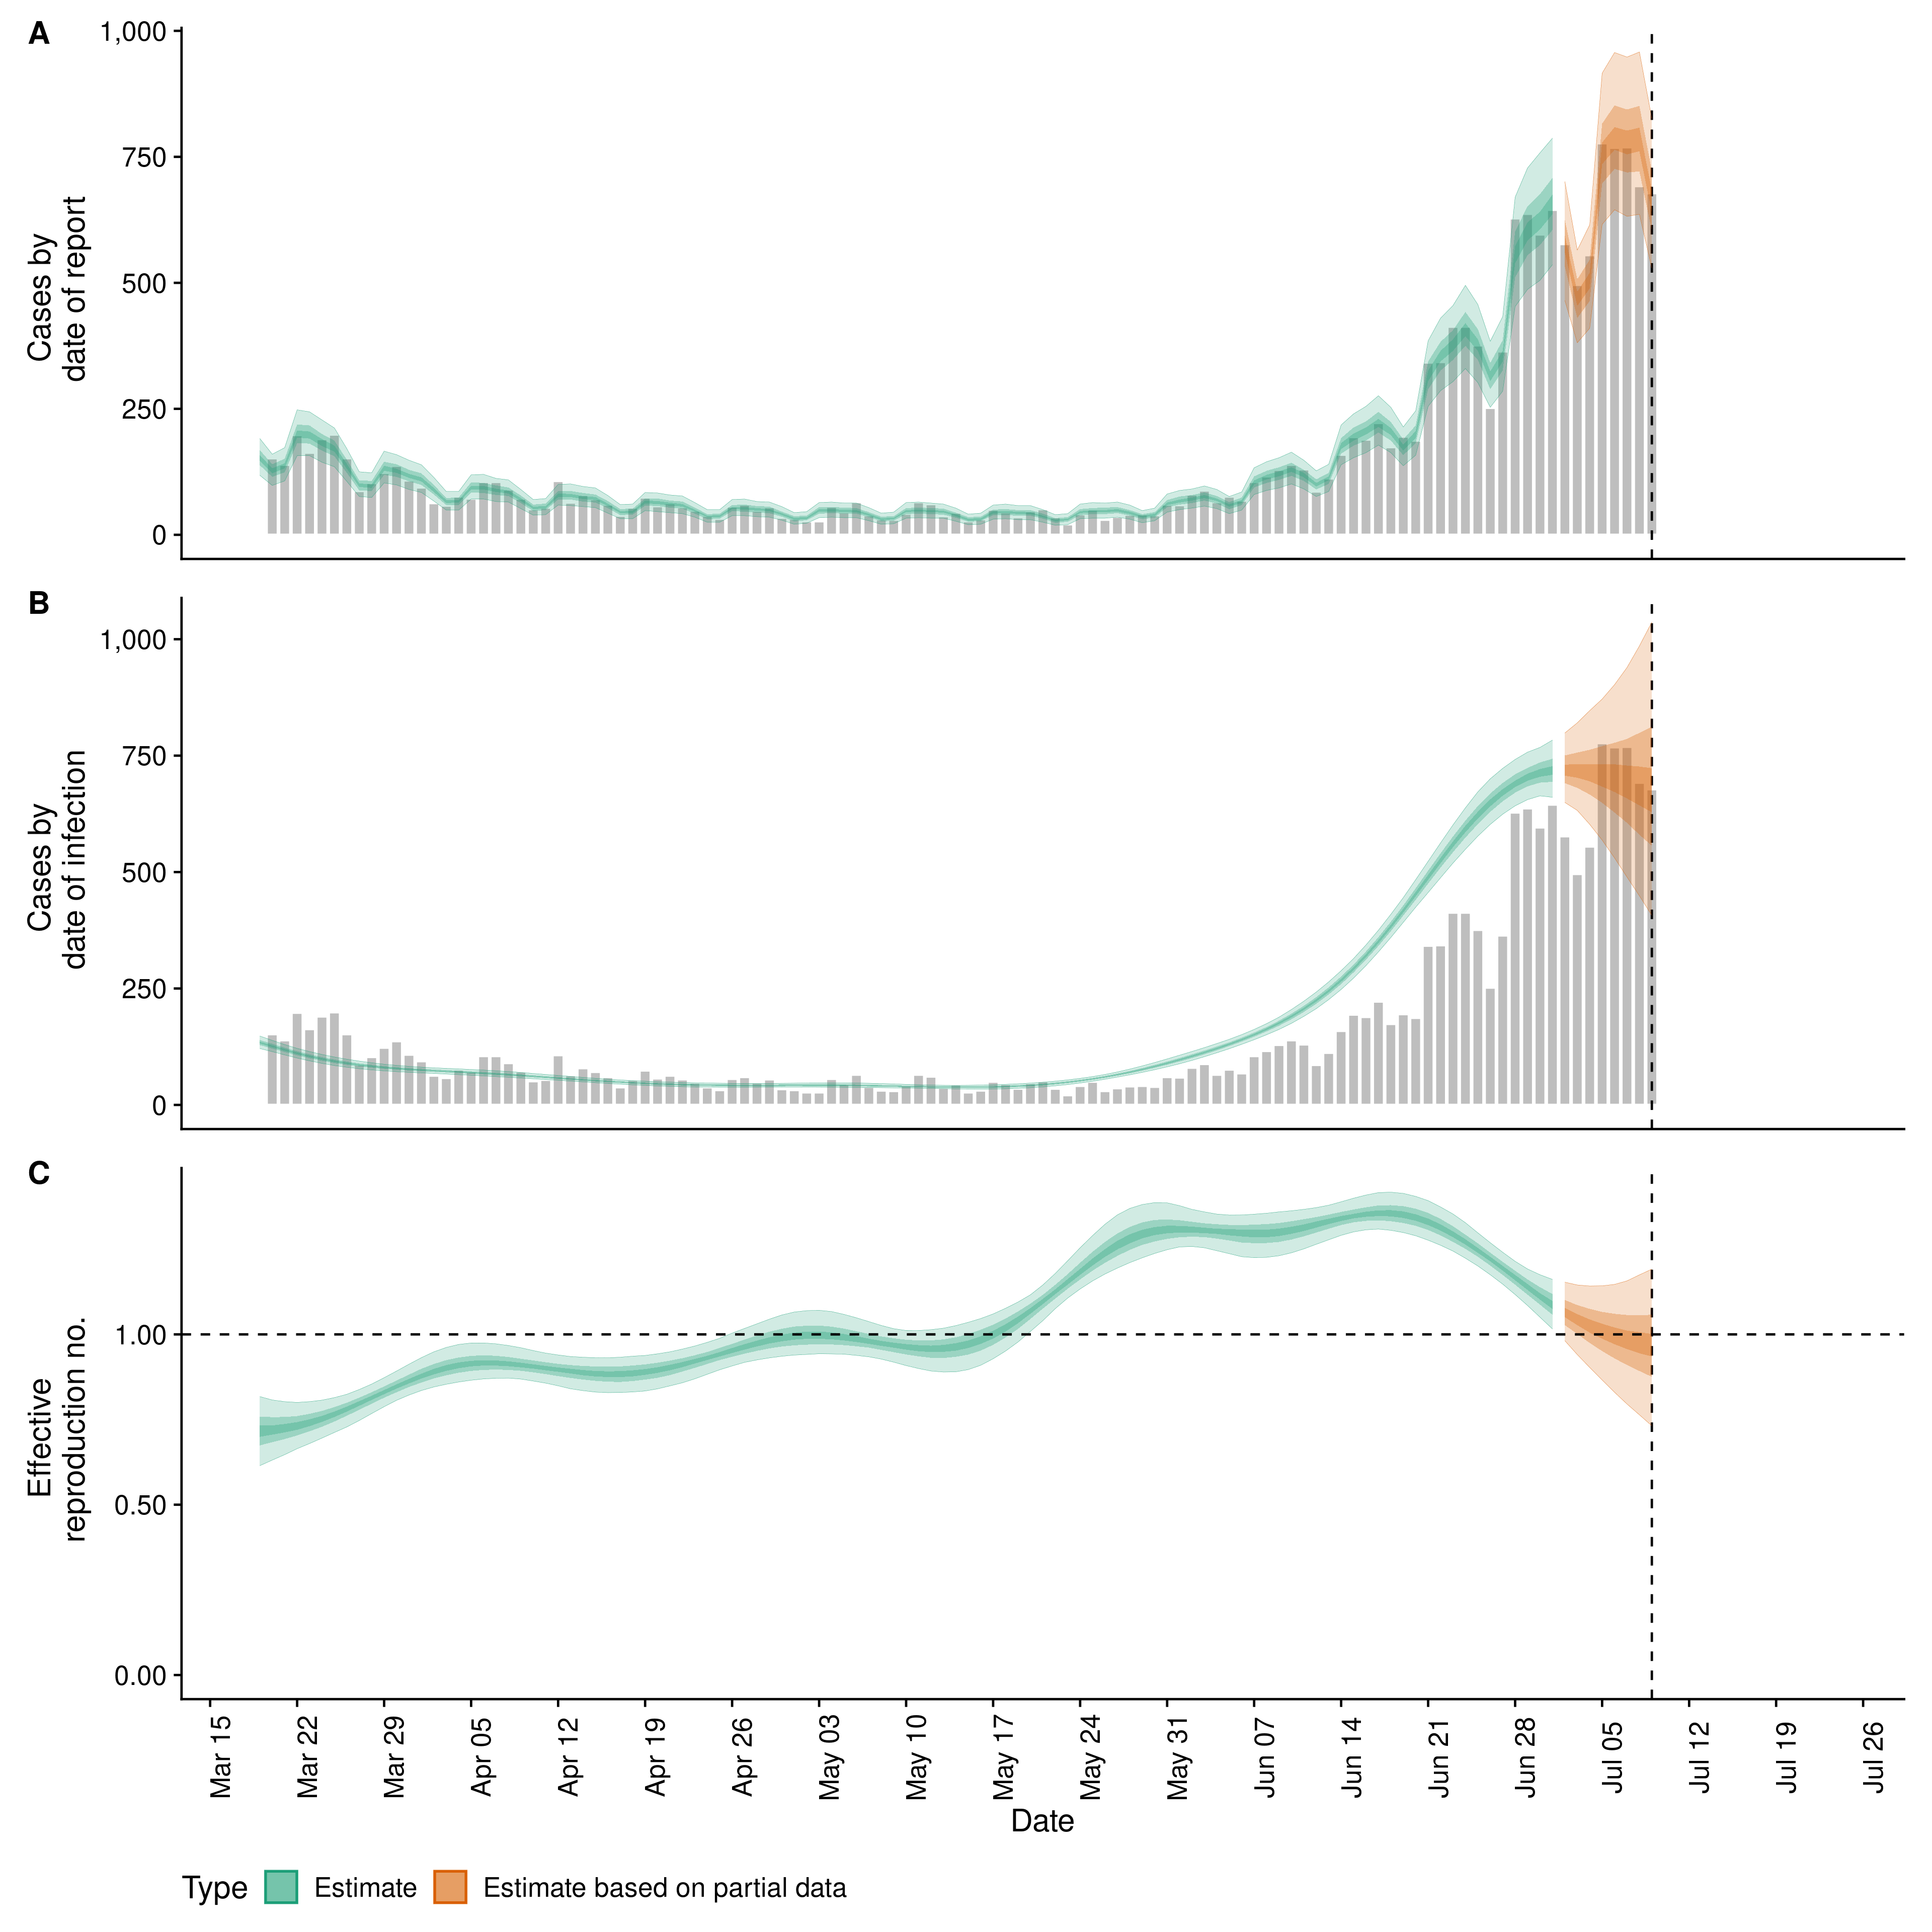 A
Cases by
date of report
1,000
750
500
250
0
B
Cases by
date of infection
1,000
750
500
250
0
C
Effective
reproduction no.
1.00
0.50
0.00
Mar 15
Mar 22
Mar 29
Apr 05
Apr 12
Apr 19
Apr 26
May 03
May 10
May 17
May 24
May 31
Jun 07
Jun 14
Jun 21
Jun 28
Jul 05
Jul 12
Jul 19
Jul 26
Date
Type Estimate Estimate based on partial data